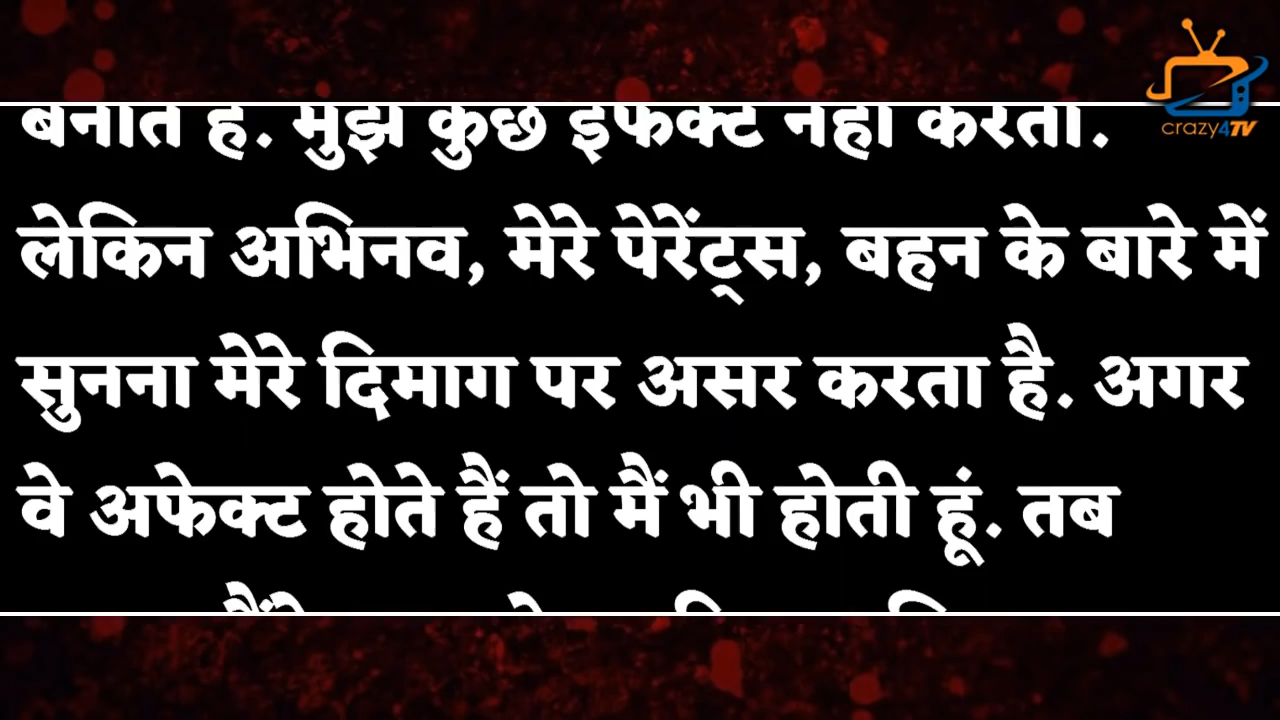 crazy4TV
बनाते हैं. मुझे कुछ इफेक्ट नहीं करता.
लेकिन अभिनव, मेरे पेरेंट्स, बहन के बारे में
सुनना मेरे दिमाग पर असर करता है. अगर
वे अफेक्ट होते हैं तो मैं भी होती हूं. तब